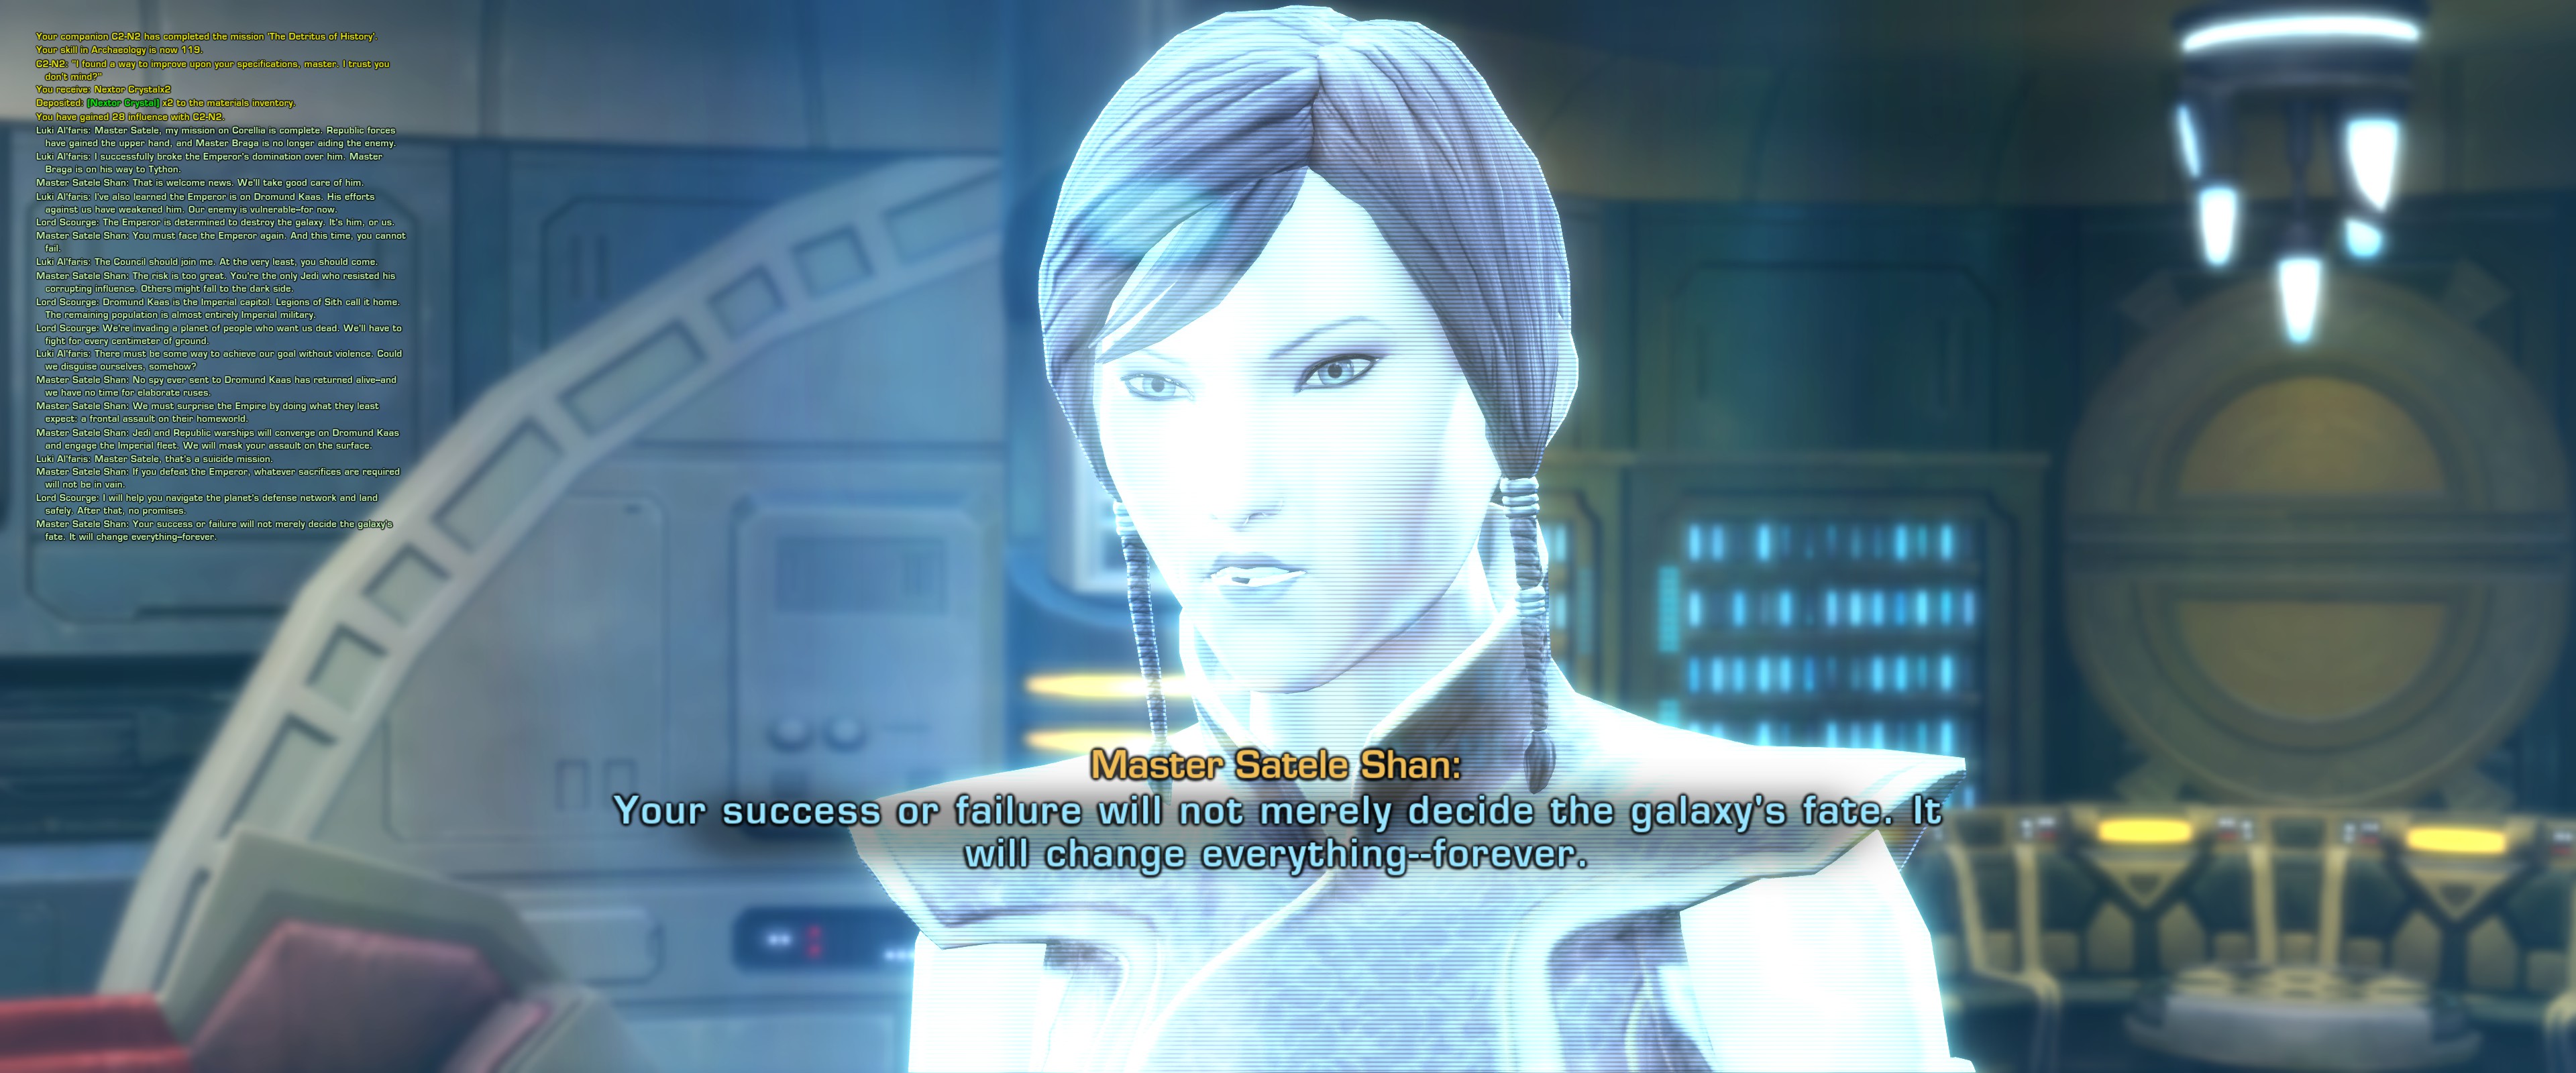 Your companion C2-N2 has completed the mission 'The Detritus of History'.
Your skill in Archaeology is now 119.
C2-N2: "I found a way to improve upon your specifications, master. I trust you
don't mind?"
You receive: Nextor Crystalx2
Deposited: [Nextor Crystal] x2 to the materials inventory.
You have gained 28 influence with C2-N2.
Luki Al'faris: Master Satele, my mission on Corellia is complete. Republic forces
have gained the upper hand, and Master Braga is no longer aiding the enemy.
Luki Al'faris: I successfully broke the Emperor's domination over him. Master
Braga is on his way to Tython.
Master Satele Shan: That is welcome news. We'll take good care of him.
Luki Al'faris: I've also learned the Emperor is on Dromund Kaas. His efforts
against us have weakened him. Our enemy is vulnerable--for now.
Lord Scourge: The Emperor is determined to destroy the galaxy. It's him, or us.
Master Satele Shan: You must face the Emperor again. And this time, you cannot
fail.
Luki Al'faris: The Council should join me. At the very least, you should come.
Master Satele Shan: The risk is too great. You're the only Jedi who resisted his
corrupting influence. Others might fall to the dark side.
Lord Scourge: Dromund Kaas is the Imperial capitol. Legions of Sith call it home.
The remaining population is almost entirely Imperial military.
Lord Scourge: We're invading a planet of people who want us dead. We'll have to
fight for every centimeter of ground.
Luki Al'faris: There must be some way to achieve our goal without violence. Could
we disguise ourselves, somehow?
Master Satele Shan: No spy ever sent to Dromund Kaas has returned alive--and
we have no time for elaborate ruses.
Master Satele Shan: We must surprise the Empire by doing what they least
expect: a frontal assault on their homeworld.
Master Satele Shan: Jedi and Republic warships will converge on Dromund Kaas
and engage the Imperial fleet. We will mask your assault on the surface.
Luki Al'faris: Master Satele, that's a suicide mission.
Master Satele Shan: If you defeat the Emperor, whatever sacrifices are required
will not be in vain.
Lord Scourge: I will help you navigate the planet's defense network and land
safely. After that, no promises.
Master Satele Shan: Your success or failure will not merely decide the galaxy's
fate. It will change everything--forever.
Master Satele Shan:
Your success or failure will not merely decide the galaxy's fate. It
will change everything--forever.